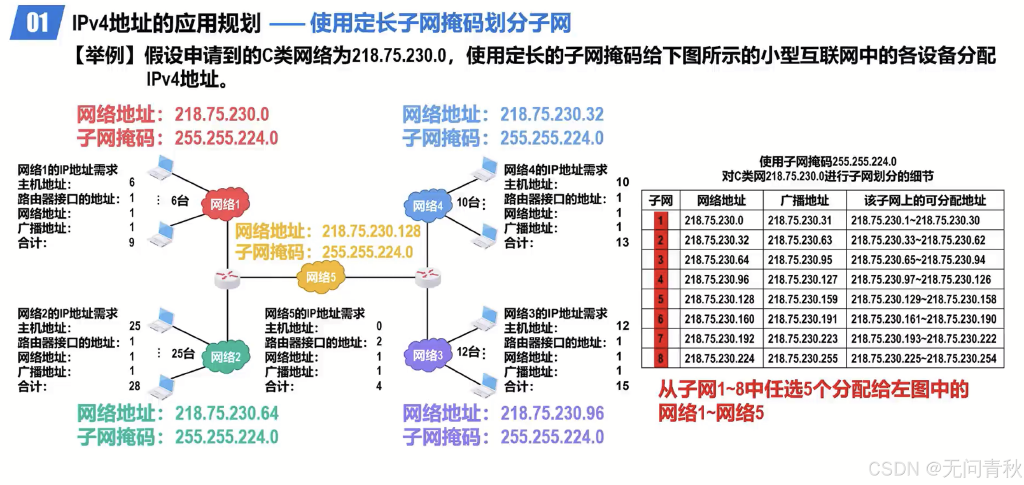 01 IPv4地址的应用规划 —— 使用定长子网掩码划分子网
【举例】假设申请到的C类网络为218.75.230.0，使用定长的子网掩码给下图所示的小型互联网中的各设备分配
IPv4地址。
网络地址：218.75.230.0
子网掩码：255.255.224.0
网络地址：218.75.230.32
子网掩码：255.255.224.0
网络1的IP地址需求
主机地址： 6
路由器接口的地址： 1
网络地址： 1
广播地址： 1
合计： 9
⋮ 6台
网络1
网络4
10台⋮
网络4的IP地址需求
主机地址： 10
路由器接口的地址： 1
网络地址： 1
广播地址： 1
合计： 13
网络地址：218.75.230.128
子网掩码：255.255.224.0
网络5
网络2的IP地址需求
主机地址： 25
路由器接口的地址： 1
网络地址： 1
广播地址： 1
合计： 28
⋮ 25台
网络2
网络5的IP地址需求
主机地址： 0
路由器接口的地址： 2
网络地址： 1
广播地址： 1
合计： 4
网络3
12台⋮
网络3的IP地址需求
主机地址： 12
路由器接口的地址： 1
网络地址： 1
广播地址： 1
合计： 15
网络地址：218.75.230.64
子网掩码：255.255.224.0
网络地址：218.75.230.96
子网掩码：255.255.224.0
使用子网掩码255.255.224.0
对C类网218.75.230.0进行子网划分的细节
子网 网络地址 广播地址 该子网上的可分配地址
1 218.75.230.0 218.75.230.31 218.75.230.1~218.75.230.30
2 218.75.230.32 218.75.230.63 218.75.230.33~218.75.230.62
3 218.75.230.64 218.75.230.95 218.75.230.65~218.75.230.94
4 218.75.230.96 218.75.230.127 218.75.230.97~218.75.230.126
5 218.75.230.128 218.75.230.159 218.75.230.129~218.75.230.158
6 218.75.230.160 218.75.230.191 218.75.230.161~218.75.230.190
7 218.75.230.192 218.75.230.223 218.75.230.193~218.75.230.222
8 218.75.230.224 218.75.230.255 218.75.230.225~218.75.230.254
从子网1~8中任选5个分配给左图中的
网络1~网络5
CSDN @无问青秋